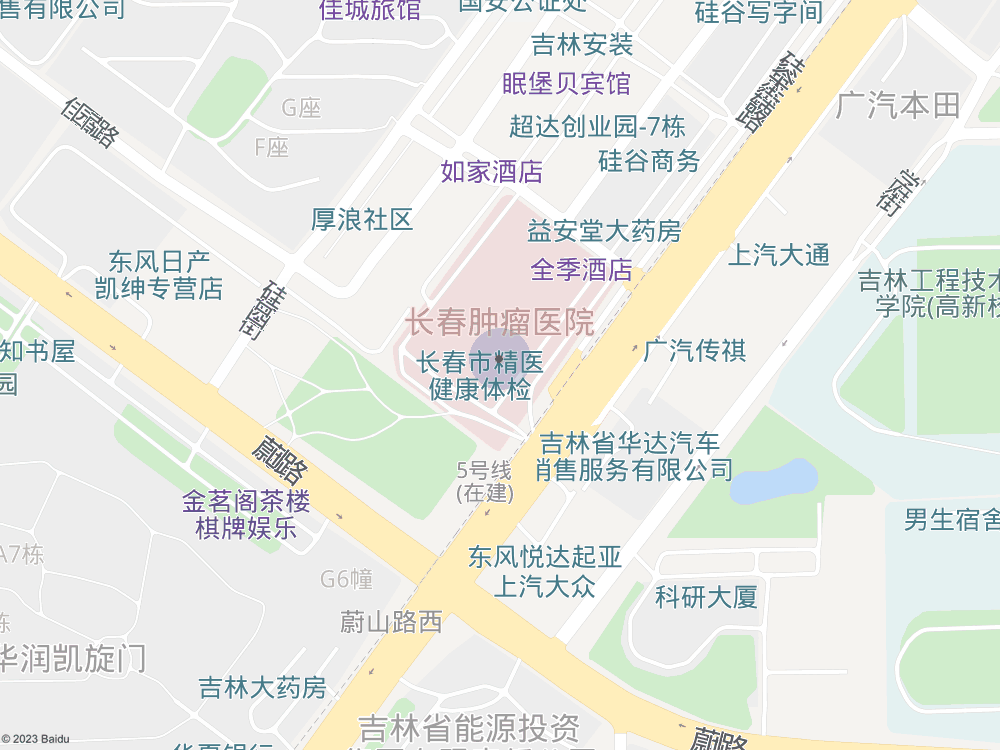 售有限公司
佳城旅馆
国安公证处
硅谷写字间
吉林安装
眠堡贝宾馆
广汽本田
G座
超达创业园-7栋
F座
硅谷商务
如家酒店
学府街
厚浪社区
益安堂大药房
上汽大通
东风日产
凯绅专营店
全季酒店
吉林工程技术
学院(高新校
长春肿瘤医院
知书屋
园
长春市精医
健康体检
广汽传祺
吉林省华达汽车
销售服务有限公司
5号线
(在建)
金茗阁茶楼
棋牌娱乐
男生宿舍
A7栋
东风悦达起亚
上汽大众
G6幢
科研大厦
栋
蔚山路西
华润凯旋门
吉林大药房
吉林省能源投资
华夏银行
© 2023 Baidu